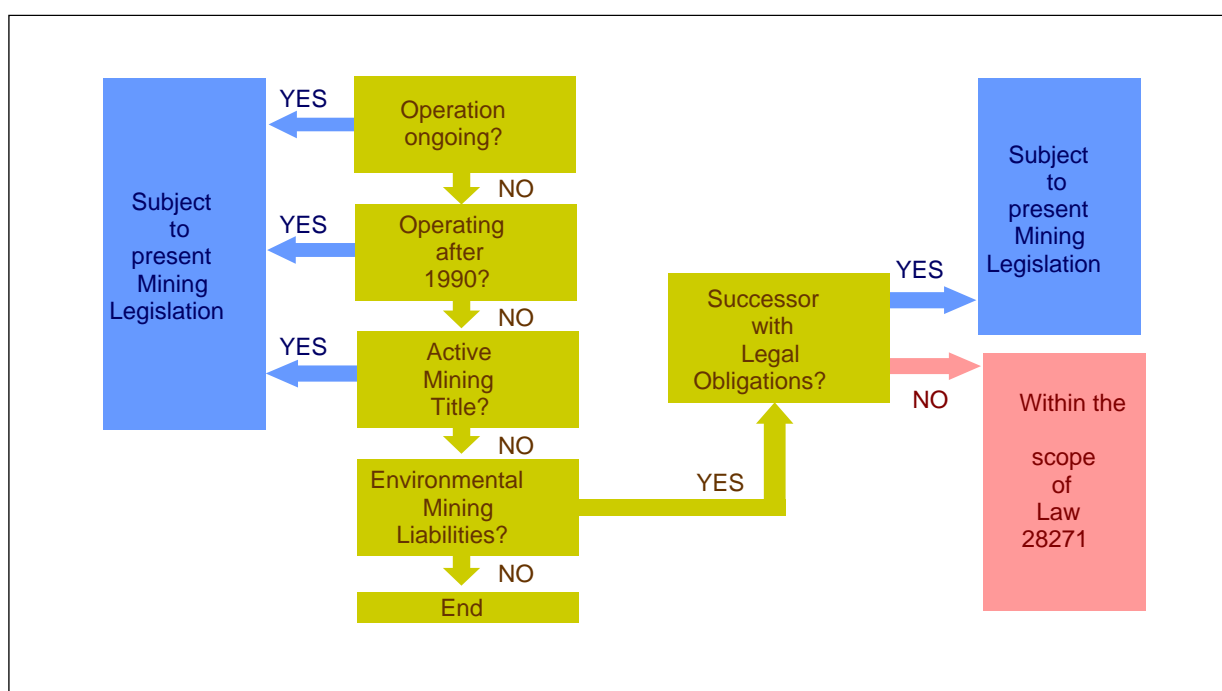 YES
Operation
ongoing?
NO
Subject
to
present
Mining
Legislation
YES
Operating
after
1990?
NO
YES
Active
Mining
Title?
NO
Environmental
Mining
Liabilities?
YES
NO
End
Successor
with
Legal
Obligations?
YES
Subject
to
present
Mining
Legislation
NO
Within the
scope
of
Law
28271